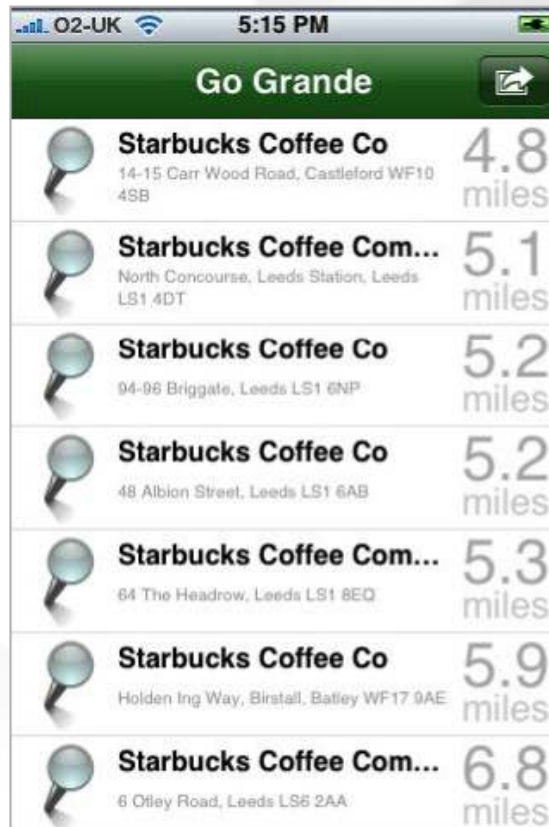 O2-UK 5:15 PM
Go Grande
Starbucks Coffee Co
14-15 Carr Wood Road, Castleford WF10
4SB
4.8
miles
Starbucks Coffee Com...
North Concourse, Leeds Station, Leeds
LS1 4DT
5.1
miles
Starbucks Coffee Co
94-96 Briggate, Leeds LS1 6NP
5.2
miles
Starbucks Coffee Co
48 Albion Street, Leeds LS1 6AB
5.2
miles
Starbucks Coffee Com...
64 The Headrow, Leeds LS1 8EQ
5.3
miles
Starbucks Coffee Co
Holden Ing Way, Birstall, Batley WF17 9AE
5.9
miles
Starbucks Coffee Com...
6 Otley Road, Leeds LS6 2AA
6.8
miles